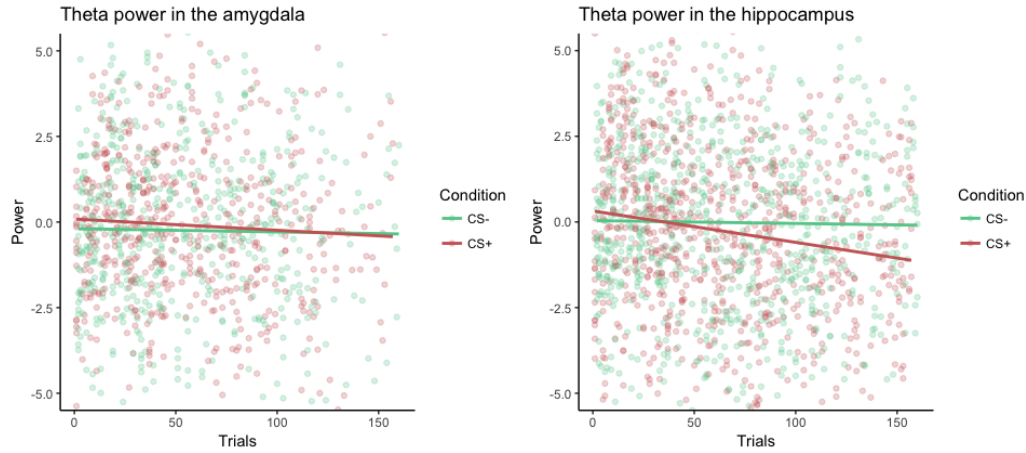 Theta power in the amygdala
5.0
2.5
0.0
-2.5
-5.0
Power
0
50
100
150
Trials
Condition
CS-
CS+
Theta power in the hippocampus
5.0
2.5
0.0
-2.5
-5.0
Power
0
50
100
150
Trials
Condition
CS-
CS+